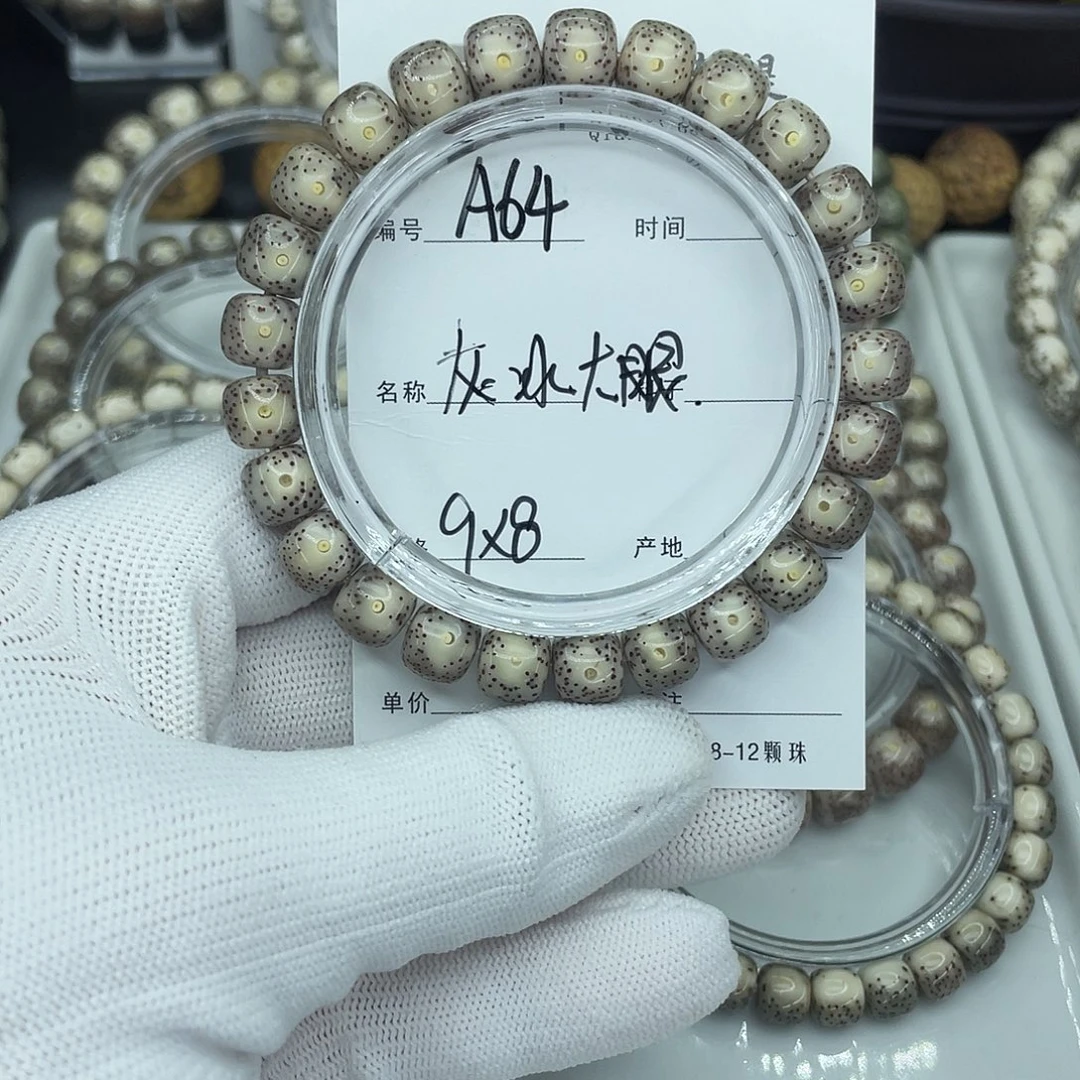 编号 A64 时间
名称 灰水大眼.
9x8 产地
单价
8-12颗珠